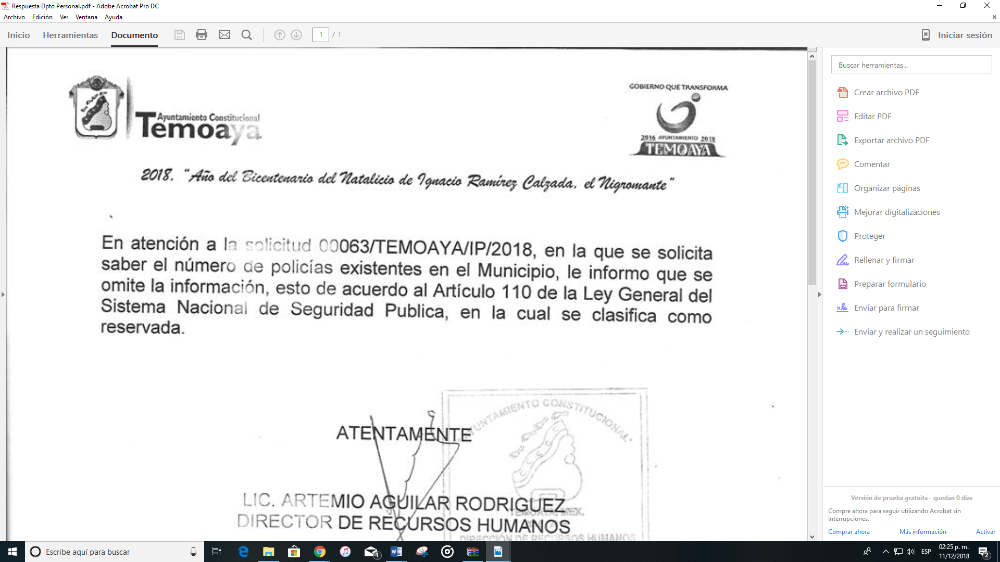 Respuesta Dpto Personal.pdf - Adobe Acrobat Pro DC
Archivo Edición Ver Ventana Ayuda
Inicio Herramientas Documento 1 / 1 Iniciar sesión
Ayuntamiento Constitucional
Temoaya
GOBIERNO QUE TRANSFORMA
2016 AYUNTAMIENTO 2018
TEMOAYA
2018. "Año del Bicentenario del Natalicio de Ignacio Ramírez Calzada, el Nigromante"
En atención a la solicitud 00063/TEMOAYA/IP/2018, en la que se solicita
saber el número de policías existentes en el Municipio, le informo que se
omite la información, esto de acuerdo al Artículo 110 de la Ley General del
Sistema Nacional de Seguridad Publica, en la cual se clasifica como
reservada.
ATENTAMENTE
AYUNTAMIENTO CONSTITUCIONAL
LIC. ARTEMIO AGUILAR RODRIGUEZ
DIRECTOR DE RECURSOS HUMANOS
TEMOAYA, MEX.
DIRECCIÓN DE RECURSOS HUMANOS
Buscar herramientas...
Crear archivo PDF
Editar PDF
Exportar archivo PDF
Comentar
Organizar páginas
Mejorar digitalizaciones
Proteger
Rellenar y firmar
Preparar formulario
Enviar para firmar
Enviar y realizar un seguimiento
Versión de prueba gratuita - quedan 0 días
Compre ahora para seguir utilizando Acrobat sin
interrupciones.
Comprar ahora Más información Activar
Escribe aquí para buscar
1
ESP
02:25 p. m.
11/12/2018
2